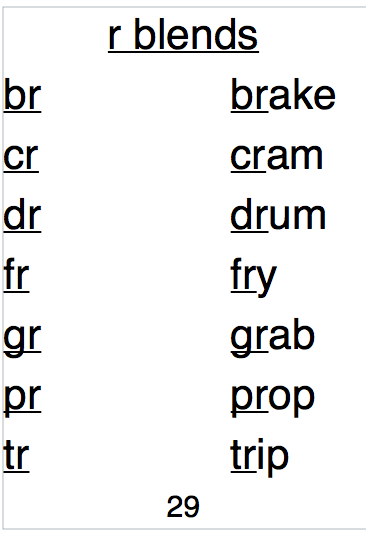 r blends
br brake
cr cram
dr drum
fr fry
gr grab
pr prop
tr trip
29